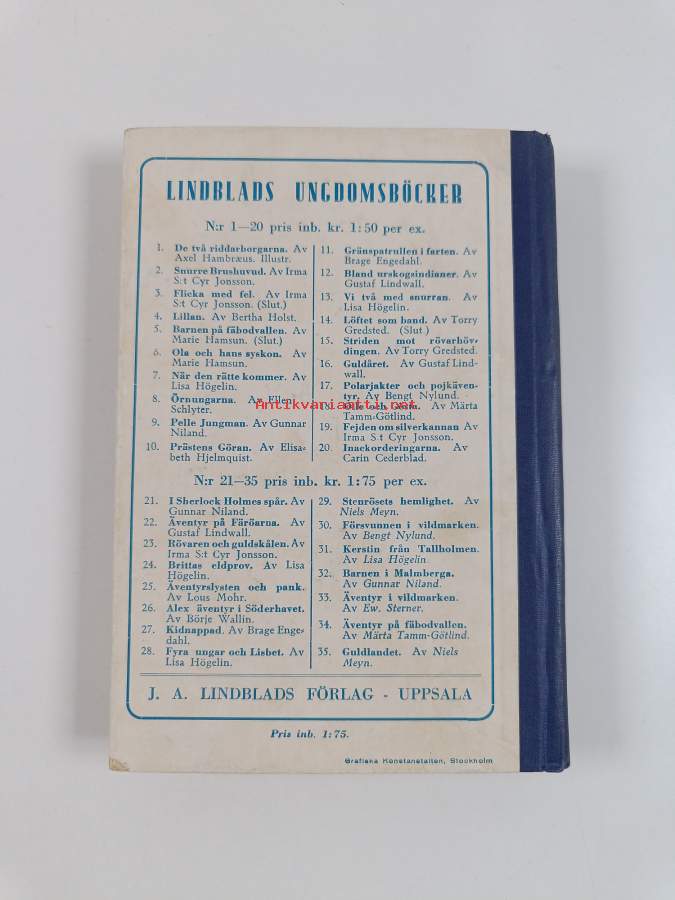 LINDBLADS UNGDOMSBÖCKER
N:r 1—20 pris inb. kr. 1:50 per ex.
1. De två riddarborgarna. Av
Axel Hambræus. Illustr.
2. Snurre Brushuvud. Av Irma
S:t Cyr Jonsson.
3. Flicka med fel. Av Irma
S:t Cyr Jonsson. (Slut.)
4. Lillan. Av Bertha Holst.
5. Barnen på fäbodvallen. Av
Marie Hamsun. (Slut.)
6. Ola och hans syskon. Av
Marie Hamsun.
7. När den rätte kommer. Av
Lisa Högelin.
8. Örnungarna. Av Ellen
Schlyter.
9. Pelle Jungman. Av Gunnar
Niland.
10. Prästens Göran. Av Elisa-
beth Hjelmquist.
11. Gränspatrullen i farten. Av
Brage Engedahl.
12. Bland urskogsindianer. Av
Gustaf Lindwall.
13. Vi två med snurran. Av
Lisa Högelin.
14. Löftet som band. Av Torry
Gredsted. (Slut)
15. Striden mot rövarhöv-
dingen. Av Torry Gredsted.
16. Guldåret. Av Gustaf Lind-
wall.
17. Polarjakter och pojkäven-
tyr. Av Bengt Nylund.
18. Av Märta
Tamm-Götlind.
19. Fejden om silverkannan Av
Irma S:t Cyr Jonsson.
20. Inackorderingarna. Av
Carin Cederblad.
Antikvariaatti.net
N:r 21—35 pris inb. kr. 1:75 per ex.
21. I Sherlock Holmes spår. Av
Gunnar Niland.
22. Äventyr på Färöarna. Av
Gustaf Lindwall.
23. Rövaren och guldskålen. Av
Irma S:t Cyr Jonsson.
24. Brittas eldprov. Av Lisa
Högelin.
25. Äventyrslysten och pank.
Av Lous Mohr.
26. Alex äventyr i Söderhavet.
Av Börje Wallin.
27. Kidnappad. Av Brage Enge-
dahl.
28. Fyra ungar och Lisbet. Av
Lisa Högelin.
29. Stenrösets hemlighet. Av
Niels Meyn.
30. Försvunnen i vildmarken.
Av Bengt Nylund.
31. Kerstin från Tallholmen.
Av Lisa Högelin
32. Barnen i Malmberga.
Av Gunnar Niland.
33. Äventyr i vildmarken.
Av Ew. Sterner.
34. Äventyr på fäbodvallen.
Av Märta Tamm-Götlind.
35. Guldlandet. Av Niels
Meyn.
J. A. LINDBLADS FÖRLAG - UPPSALA
Pris inb. 1:75.
Grafiska Konstanstalten, Stockholm